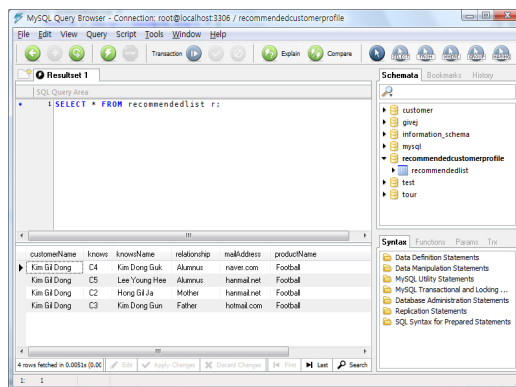 MySQL Query Browser - Connection: root@localhost:3306 / recommendedcustomerprofile
File Edit View Query Script Tools Window Help
Transaction Explain Compare SELECT
Resultset 1
SQL Query Area
1 SELECT * FROM recommendedlist r;
Schemata Bookmarks History
customer
givej
information_schema
mysql
recommendedcustomerprofile
recommendedlist
test
tour
customerName knows knowsName relationship mailAddress productName
Kim Gil Dong C4 Kim Dong Guk Alumnus naver.com Football
Kim Gil Dong C5 Lee Young Hee Alumnus hanmail.net Football
Kim Gil Dong C2 Hong Gil Ja Mother hanmail.net Football
Kim Gil Dong C3 Kim Dong Gun Father hotmail.com Football
Syntax Functions Params Trx
Data Definition Statements
Data Manipulation Statements
MySQL Utility Statements
MySQL Transactional and Locking ...
Database Administration Statements
Replication Statements
SQL Syntax for Prepared Statements
4 rows fetched in 0.0051s (0.00 Edit Apply Changes Discard Changes First Last Search
1: 1